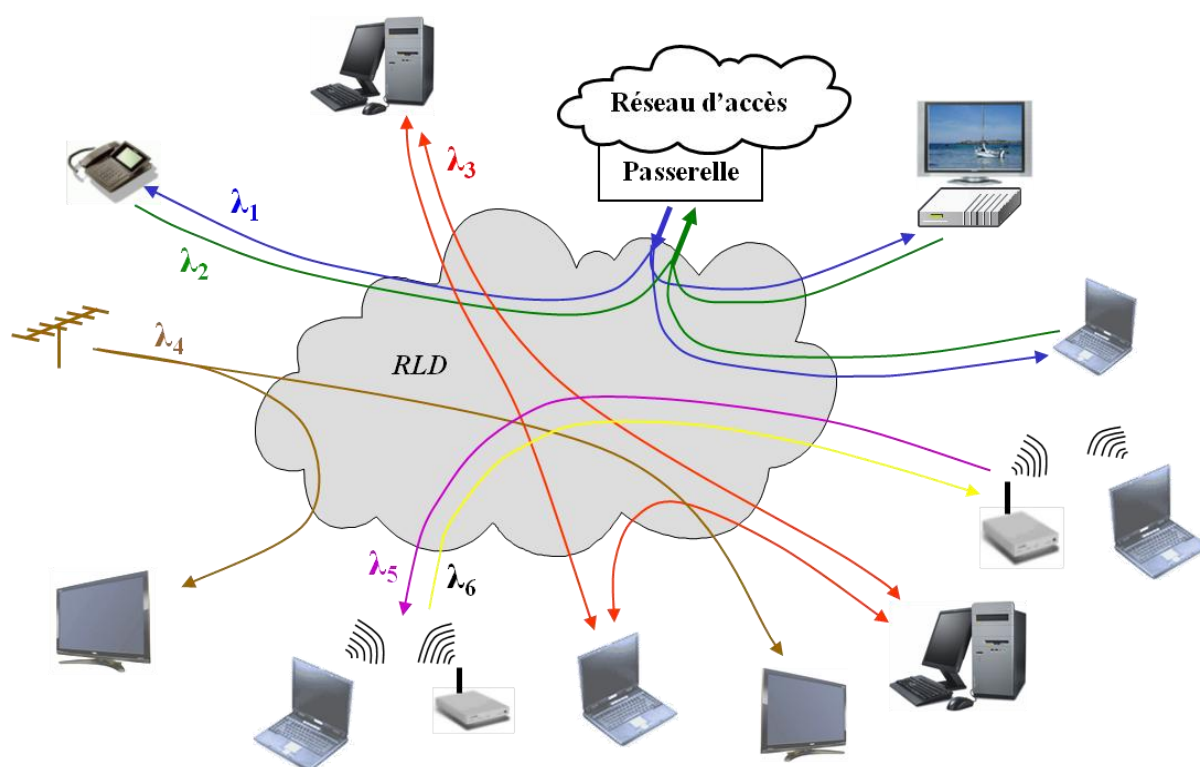 Réseau d'accès
Passerelle
λ3
λ1
λ2
λ4
RLD
λ5
λ6